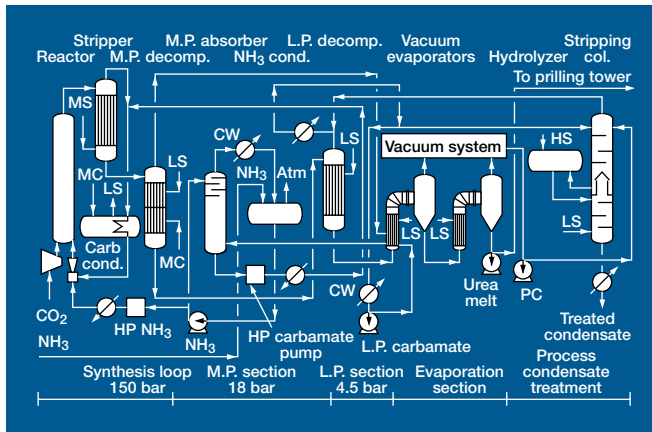 Stripper
M.P. absorber
L.P. decomp.
Vacuum
Stripping
Reactor
M.P. decomp.
NH3 cond.
evaporators
Hydrolyzer
col.
To prilling tower
MS
CW
LS
HS
Vacuum system
MC
LS
LS
NH3
Atm
LS
LS
LS
Carb
cond.
MC
CW
Urea
melt
PC
CO2
HP NH3
NH3
HP carbamate
pump
L.P. carbamate
Treated
condensate
NH3
Synthesis loop
150 bar
M.P. section
18 bar
L.P. section
4.5 bar
Evaporation
section
Process
condensate
treatment